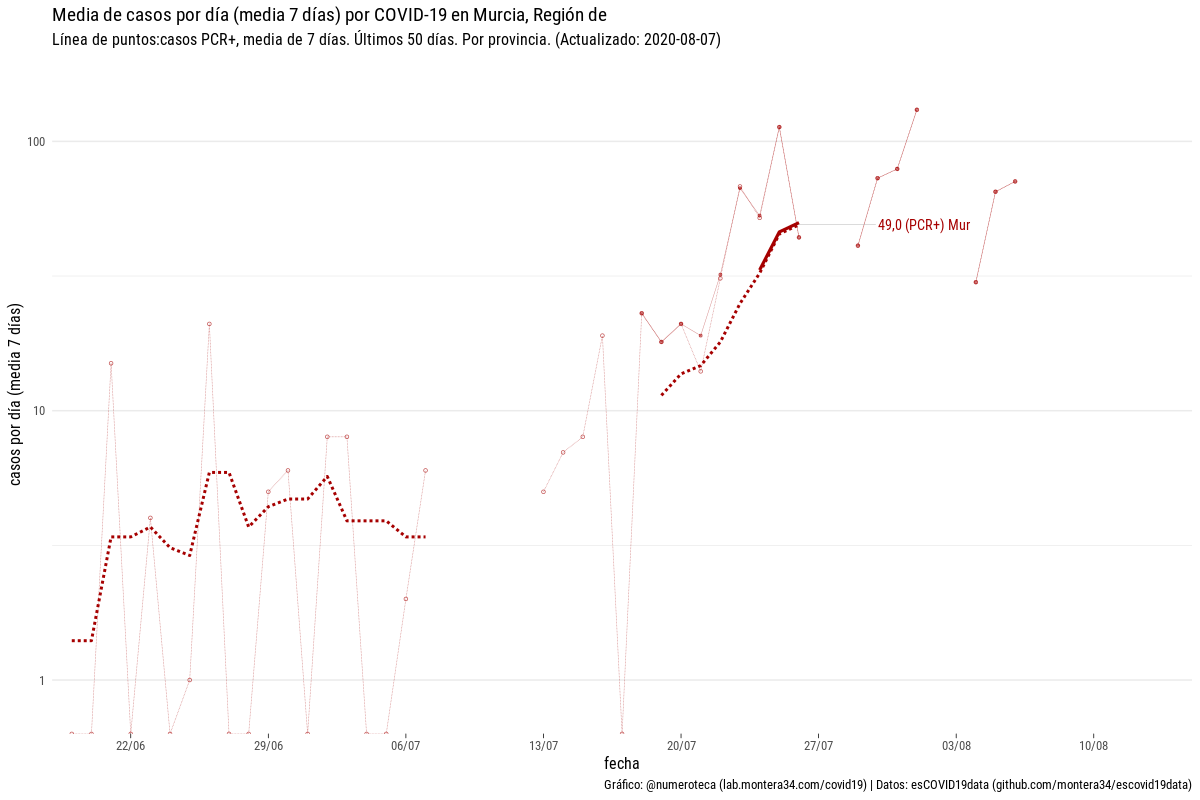 Media de casos por día (media 7 días) por COVID-19 en Murcia, Región de
Línea de puntos:casos PCR+, media de 7 días. Últimos 50 días. Por provincia. (Actualizado: 2020-08-07)
casos por día (media 7 días)
100
10
1
49,0 (PCR+) Mur
22/06
29/06
06/07
13/07
20/07
27/07
03/08
10/08
fecha
Gráfico: @numeroteca (lab.montera34.com/covid19) | Datos: esCOVID19data (github.com/montera34/escovid19data)